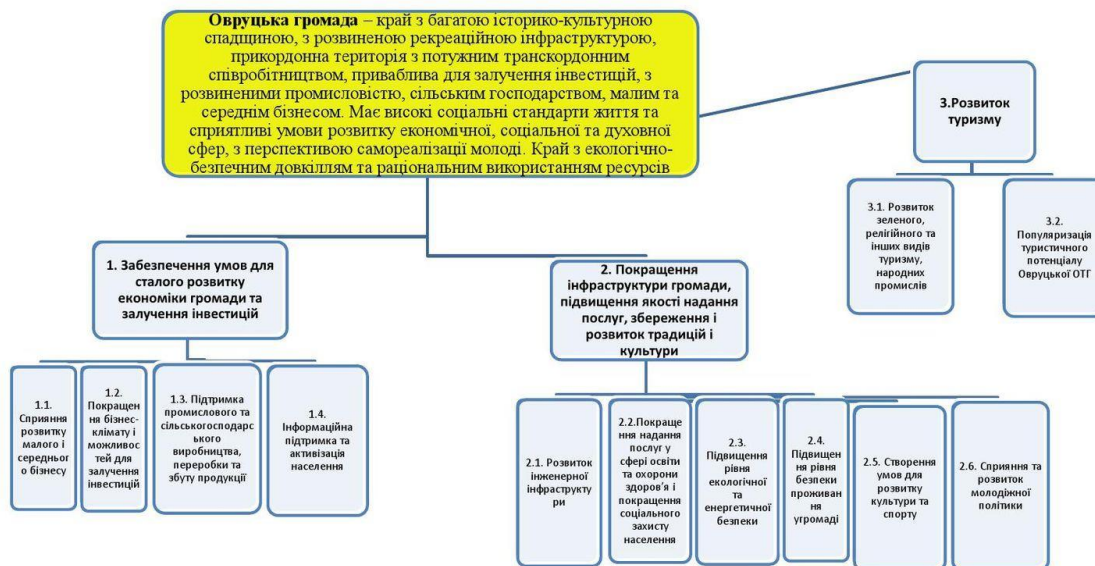 Овруцька громада – край з багатою історико-культурною
спадщиною, з розвиненою рекреаційною інфраструктурою,
прикордонна територія з потужним транскордонним
співробітництвом, приваблива для залучення інвестицій, з
розвиненими промисловістю, сільським господарством, малим та
середнім бізнесом. Має високі соціальні стандарти життя та
сприятливі умови розвитку економічної, соціальної та духовної
сфер, з перспективою самореалізації молоді. Край з екологічно-
безпечним довкіллям та раціональним використанням ресурсів
1. Забезпечення умов для
сталого розвитку
економіки громади та
залучення інвестицій
1.1.
Сприяння
розвитку
малого і
середньог
о бізнесу
1.2.
Покращен
ня бізнес-
клімату і
можливос
тей для
залучення
інвестицій
1.3. Підтримка
промислового та
сільськогосподар
ського
виробництва,
переробки та
збуту продукції
1.4.
Інформаційна
підтримка та
активізація
населення
2. Покращення
інфраструктури громади,
підвищення якості надання
послуг, збереження і
розвиток традицій і
культури
2.1. Розвиток
інженерної
інфраструкту
ри
2.2.Покраще
ння надання
послуг у
сфері освіти
та охорони
здоров'я і
покращення
соціального
захисту
населення
2.3.
Підвищення
рівня
екологічної
та
енергетичної
безпеки
2.4.
Підвищен
ня рівня
безпеки
проживан
ня
угромаді
2.5. Створення
умов для
розвитку
культури та
спорту
2.6. Сприяння та
розвиток
молодіжної
політики
3.Розвиток
туризму
3.1. Розвиток
зеленого,
релігійного та
інших видів
туризму,
народних
промислів
3.2.
Популяризація
туристичного
потенціалу
Овруцької ОТГ